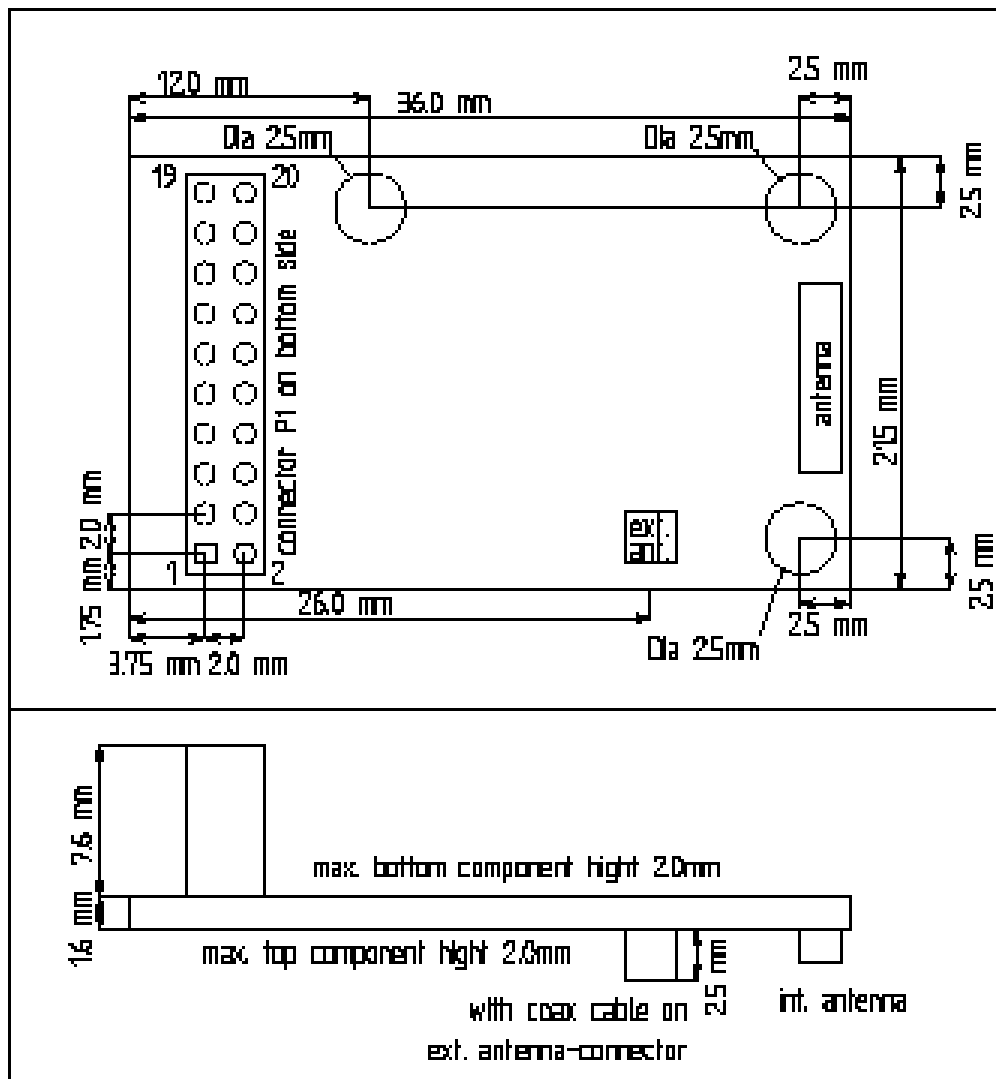 12.0 mm
2.5 mm
36.0 mm
Dia 2.5mm
Dia 2.5mm
19
20
2.5 mm
connector P1 on bottom side
antenna
21.5 mm
ext.
ant.
2.0 mm
1.75 mm
1
2
26.0 mm
2.5 mm
2.5 mm
Dia 2.5mm
3.75 mm
2.0 mm
7.6 mm
max. bottom component hight 2.0mm
1.6 mm
max. top component hight 2.0mm
2.5 mm
with coax cable on
ext. antenna-connector
int. antenna